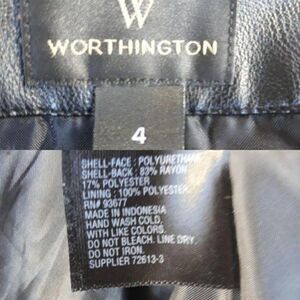 W
WORTHINGTON
4
SHELL-FACE: POLYURETHANE
SHELL-BACK: 83% RAYON
17% POLYESTER
LINING: 100% POLYESTER
RN# 93677
MADE IN INDONESIA
HAND WASH COLD,
WITH LIKE COLORS.
DO NOT BLEACH. LINE DRY.
DO NOT IRON.
SUPPLIER 72613-3